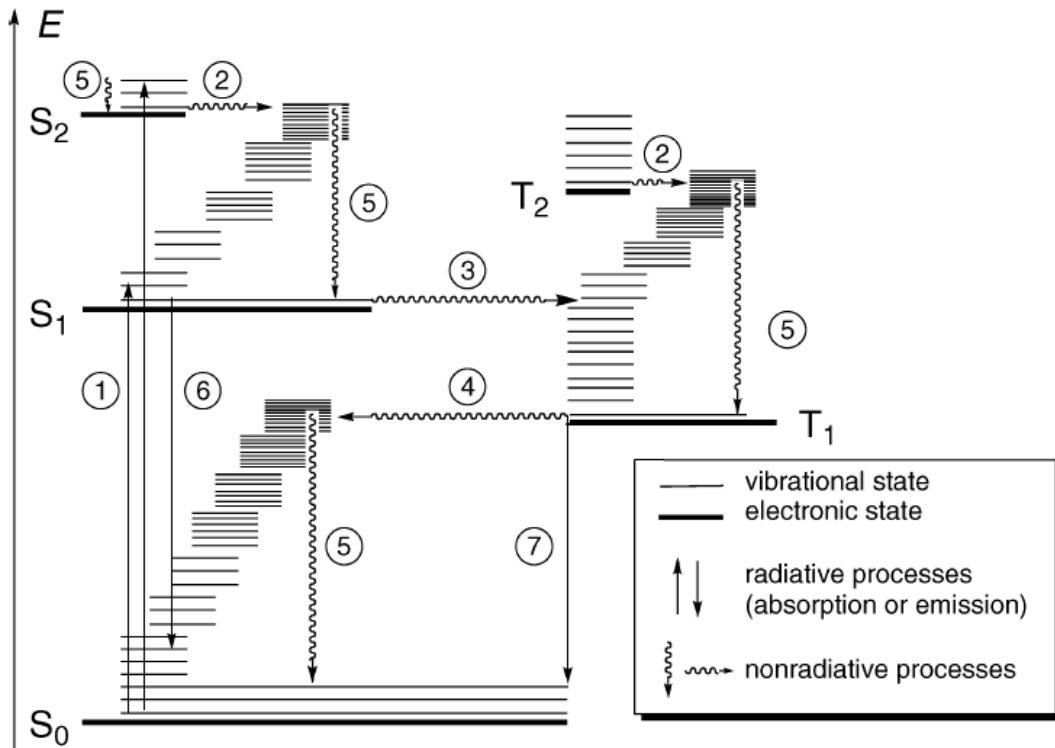 E
⑤
②
S₂
②
T₂
⑤
③
S₁
⑤
①
⑥
④
T₁
vibrational state
electronic state
⑤
⑦
radiative processes
(absorption or emission)
nonradiative processes
S₀